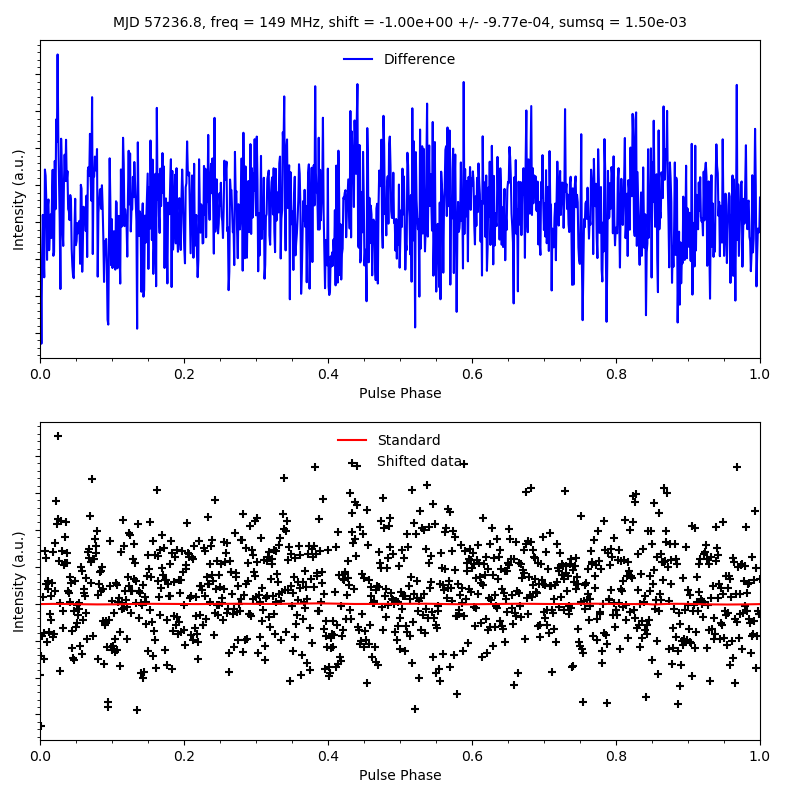 MJD 57236.8, freq = 149 MHz, shift = -1.00e+00 +/- -9.77e-04, sumsq = 1.50e-03
Difference
Intensity (a.u.)
0.0 0.2 0.4 0.6 0.8 1.0
Pulse Phase
Standard
Shifted data
Intensity (a.u.)
0.0 0.2 0.4 0.6 0.8 1.0
Pulse Phase